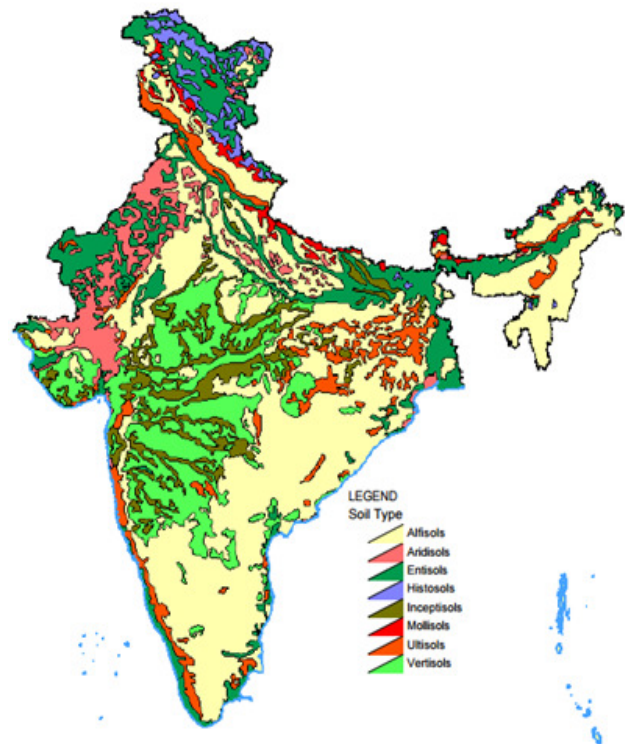 LEGEND
Soil Type
Alfisols
Aridisols
Entisols
Histosols
Inceptisols
Mollisols
Ultisols
Vertisols